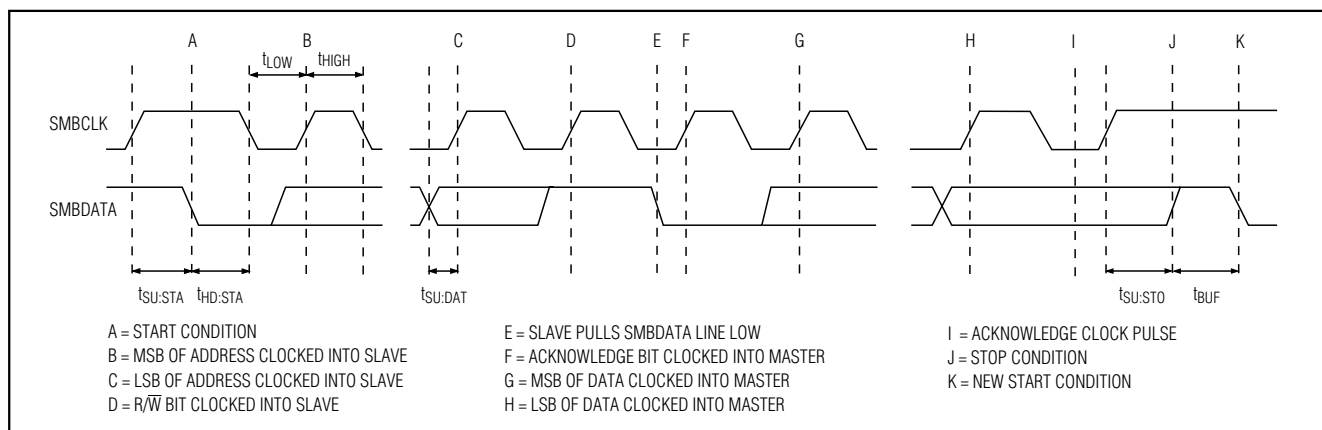 A B C D E F G H I J K
tLOW tHIGH
SMBCLK
SMBDATA
tSU:STA tHD:STA tSU:DAT tSU:STO tBUF
A = START CONDITION
B = MSB OF ADDRESS CLOCKED INTO SLAVE
C = LSB OF ADDRESS CLOCKED INTO SLAVE
D = R/W̅ BIT CLOCKED INTO SLAVE
E = SLAVE PULLS SMBDATA LINE LOW
F = ACKNOWLEDGE BIT CLOCKED INTO MASTER
G = MSB OF DATA CLOCKED INTO MASTER
H = LSB OF DATA CLOCKED INTO MASTER
I = ACKNOWLEDGE CLOCK PULSE
J = STOP CONDITION
K = NEW START CONDITION